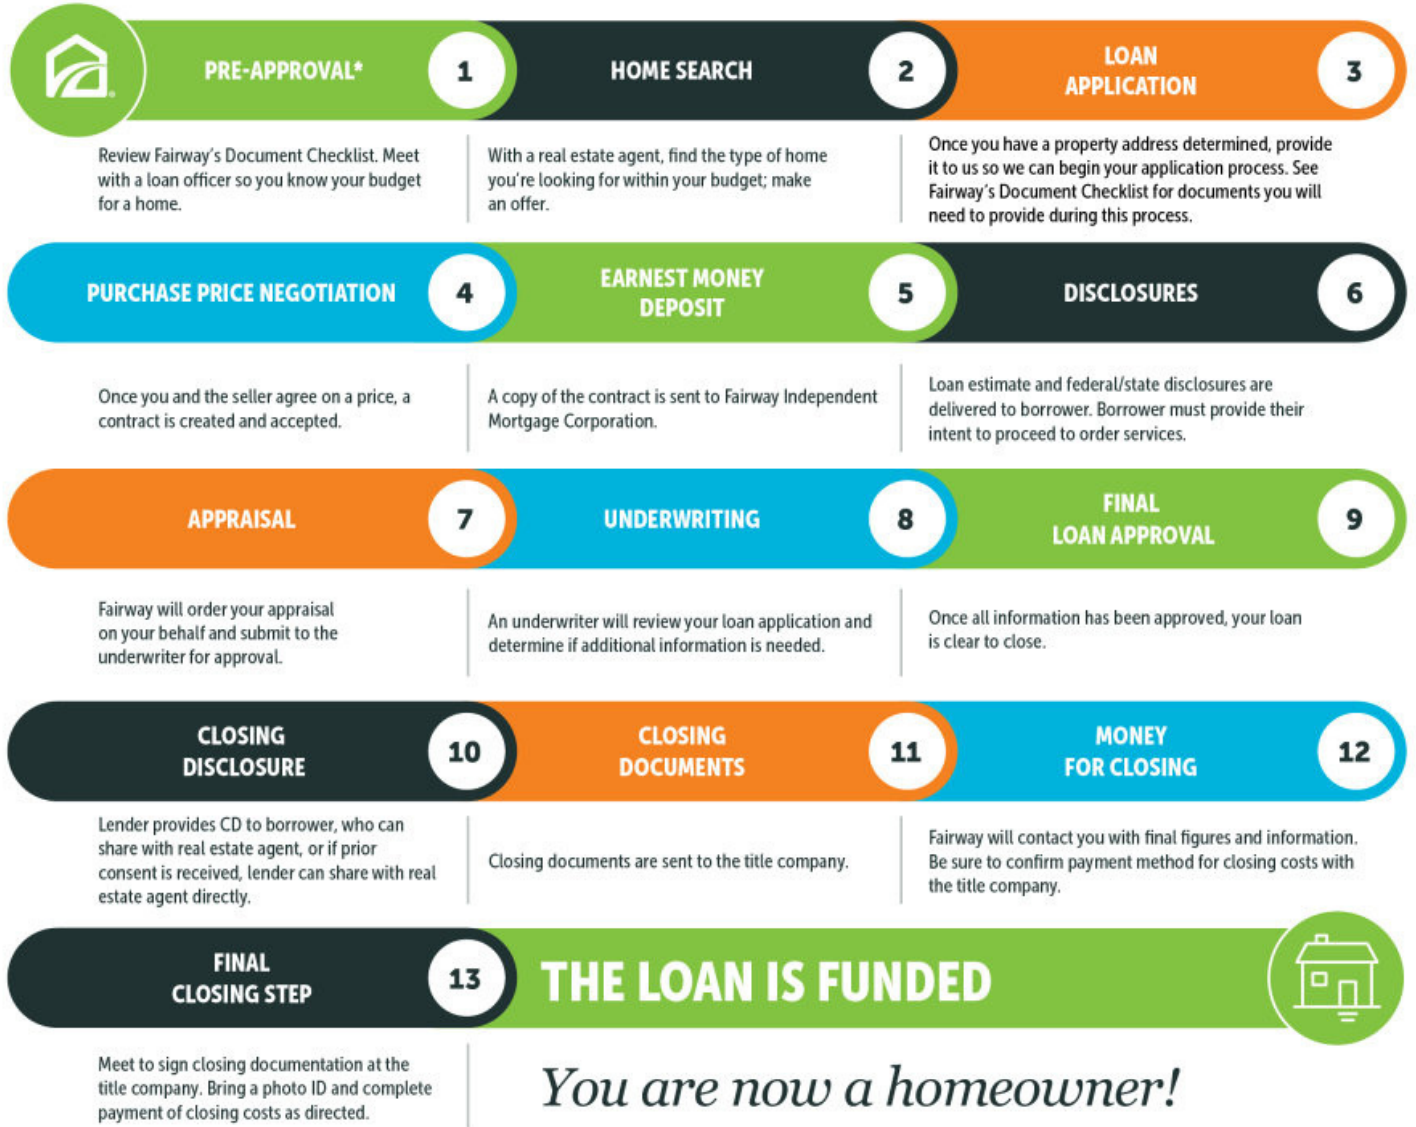 PRE-APPROVAL*
1
Review Fairway's Document Checklist. Meet
with a loan officer so you know your budget
for a home.
HOME SEARCH
2
With a real estate agent, find the type of home
you're looking for within your budget; make
an offer.
LOAN
APPLICATION
3
Once you have a property address determined, provide
it to us so we can begin your application process. See
Fairway's Document Checklist for documents you will
need to provide during this process.
PURCHASE PRICE NEGOTIATION
4
Once you and the seller agree on a price, a
contract is created and accepted.
EARNEST MONEY
DEPOSIT
5
A copy of the contract is sent to Fairway Independent
Mortgage Corporation.
DISCLOSURES
6
Loan estimate and federal/state disclosures are
delivered to borrower. Borrower must provide their
intent to proceed to order services.
APPRAISAL
7
Fairway will order your appraisal
on your behalf and submit to the
underwriter for approval.
UNDERWRITING
8
An underwriter will review your loan application and
determine if additional information is needed.
FINAL
LOAN APPROVAL
9
Once all information has been approved, your loan
is clear to close.
CLOSING
DISCLOSURE
10
Lender provides CD to borrower, who can
share with real estate agent, or if prior
consent is received, lender can share with real
estate agent directly.
CLOSING
DOCUMENTS
11
Closing documents are sent to the title company.
MONEY
FOR CLOSING
12
Fairway will contact you with final figures and information.
Be sure to confirm payment method for closing costs with
the title company.
FINAL
CLOSING STEP
13
Meet to sign closing documentation at the
title company. Bring a photo ID and complete
payment of closing costs as directed.
THE LOAN IS FUNDED
You are now a homeowner!